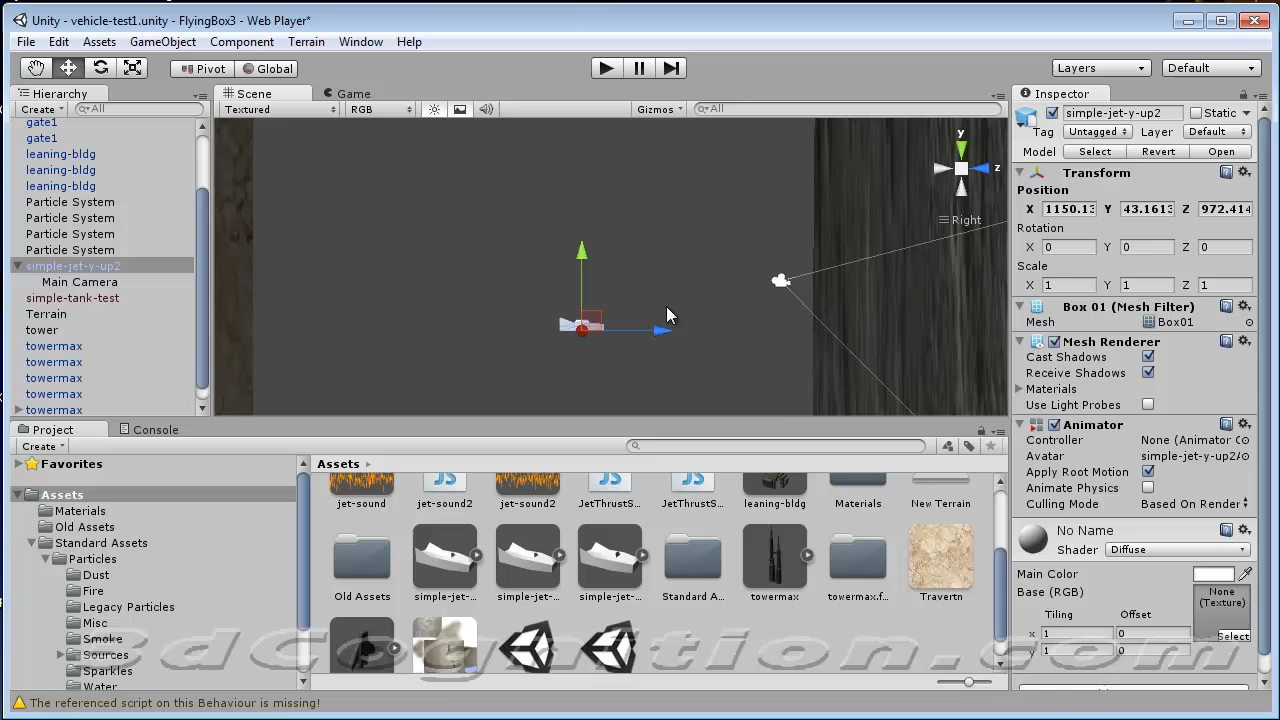 Unity - vehicle-test1.unity - FlyingBox3 - Web Player*
File Edit Assets GameObject Component Terrain Window Help
Pivot Global Layers Default
Hierarchy
Create All
gate1
gate1
leaning-bldg
leaning-bldg
leaning-bldg
Particle System
Particle System
Particle System
Particle System
simple-jet-y-up2
Main Camera
simple-tank-test
Terrain
tower
towermax
towermax
towermax
towermax
towermax
Scene Game
Textured RGB Gizmos All
y
z
Right
Inspector
simple-jet-y-up2 Static
Tag Untagged Layer Default
Model Select Revert Open
Transform
Position
X 1150.13 Y 43.1613 Z 972.414
Rotation
X 0 Y 0 Z 0
Scale
X 1 Y 1 Z 1
Box 01 (Mesh Filter)
Mesh Box01
Mesh Renderer
Cast Shadows
Receive Shadows
Materials
Use Light Probes
Animator
Controller None (Animator C
Avatar simple-jet-y-up2A
Apply Root Motion
Animate Physics
Culling Mode Based On Render
No Name
Shader Diffuse
Main Color
Base (RGB)
None
(Texture)
Tiling Offset
x 1 0
y 1 0
Select
Project Console
Create
Favorites
Assets
Materials
Old Assets
Standard Assets
Particles
Dust
Fire
Legacy Particles
Misc
Smoke
Sources
Sparkles
Water
Assets
jet-sound jet-sound2 jet-sound2 JetThrustS... JetThrustS... leaning-bldg Materials New Terrain
Old Assets simple-jet-... simple-jet-... simple-jet-... Standard A... towermax towermax.f... Travertn
3dCognition.com
The referenced script on this Behaviour is missing!